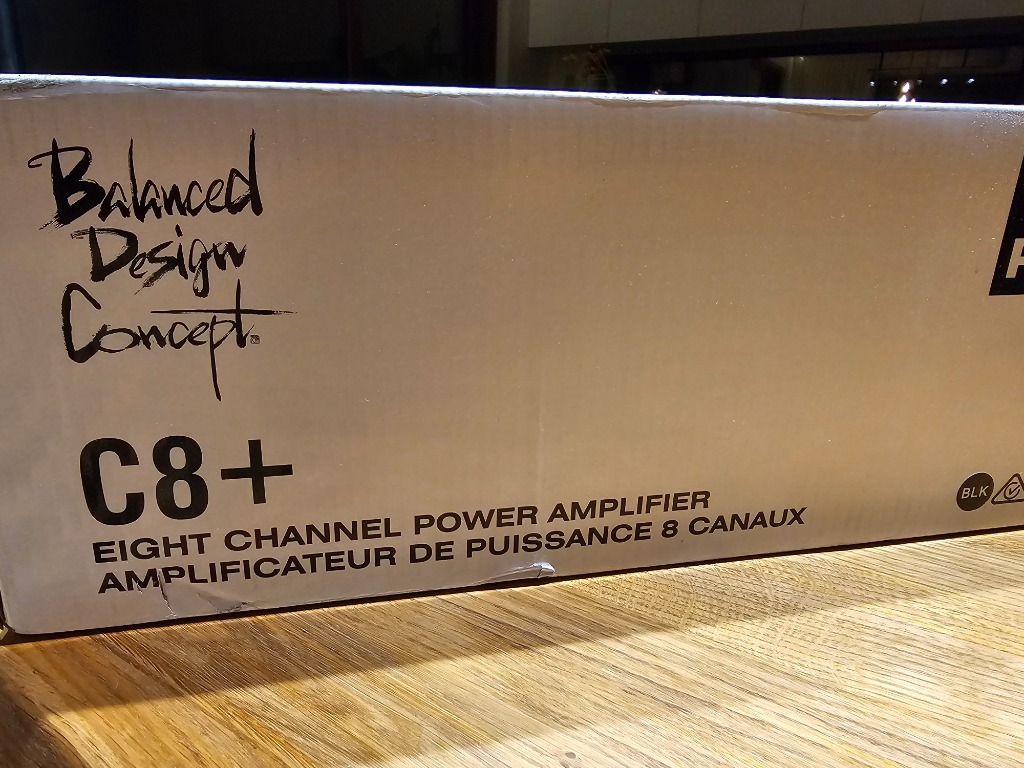 Balanced
Design
Concept
C8+
EIGHT CHANNEL POWER AMPLIFIER
AMPLIFICATEUR DE PUISSANCE 8 CANAUX
BLK